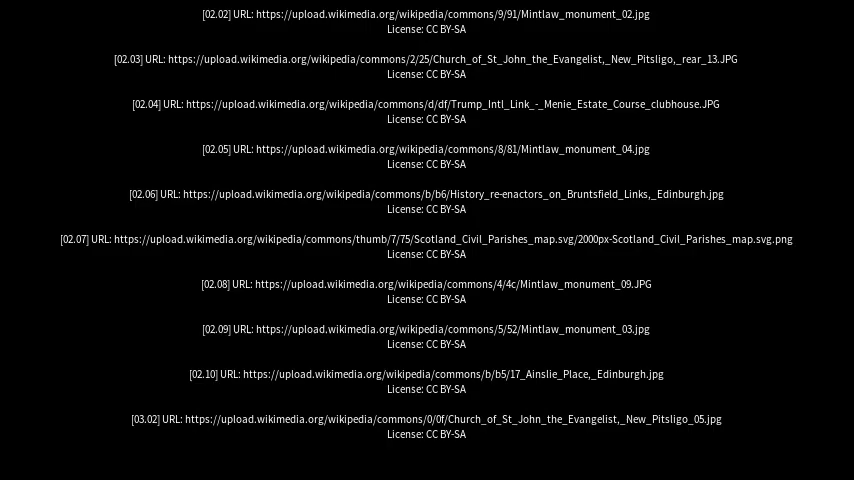 [02.02] URL: https://upload.wikimedia.org/wikipedia/commons/9/91/Mintlaw_monument_02.jpg
License: CC BY-SA
[02.03] URL: https://upload.wikimedia.org/wikipedia/commons/2/25/Church_of_St_John_the_Evangelist,_New_Pitsligo,_rear_13.JPG
License: CC BY-SA
[02.04] URL: https://upload.wikimedia.org/wikipedia/commons/d/df/Trump_Intl_Link_-_Menie_Estate_Course_clubhouse.JPG
License: CC BY-SA
[02.05] URL: https://upload.wikimedia.org/wikipedia/commons/8/81/Mintlaw_monument_04.jpg
License: CC BY-SA
[02.06] URL: https://upload.wikimedia.org/wikipedia/commons/b/b6/History_re-enactors_on_Bruntsfield_Links,_Edinburgh.jpg
License: CC BY-SA
[02.07] URL: https://upload.wikimedia.org/wikipedia/commons/thumb/7/75/Scotland_Civil_Parishes_map.svg/2000px-Scotland_Civil_Parishes_map.svg.png
License: CC BY-SA
[02.08] URL: https://upload.wikimedia.org/wikipedia/commons/4/4c/Mintlaw_monument_09.JPG
License: CC BY-SA
[02.09] URL: https://upload.wikimedia.org/wikipedia/commons/5/52/Mintlaw_monument_03.jpg
License: CC BY-SA
[02.10] URL: https://upload.wikimedia.org/wikipedia/commons/b/b5/17_Ainslie_Place,_Edinburgh.jpg
License: CC BY-SA
[03.02] URL: https://upload.wikimedia.org/wikipedia/commons/0/0f/Church_of_St_John_the_Evangelist,_New_Pitsligo_05.jpg
License: CC BY-SA